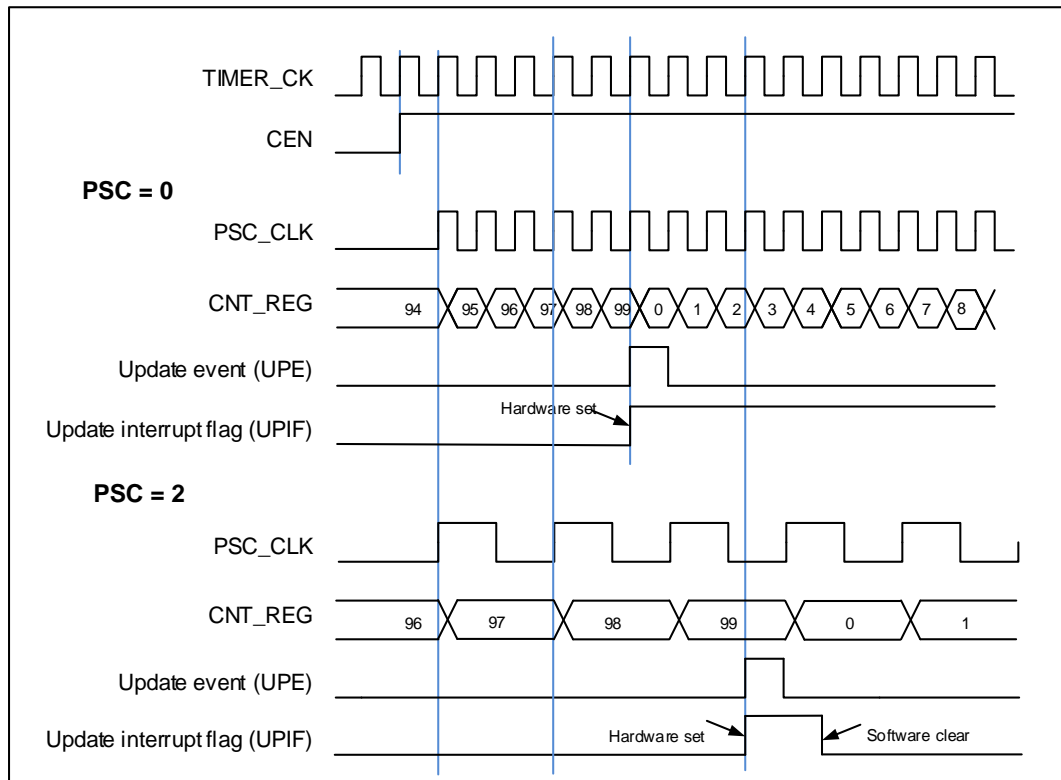 TIMER_CK
CEN
PSC = 0
PSC_CLK
CNT_REG 94 95 96 97 98 99 0 1 2 3 4 5 6 7 8
Update event (UPE)
Hardware set
Update interrupt flag (UPIF)
PSC = 2
PSC_CLK
CNT_REG 96 97 98 99 0 1
Update event (UPE)
Update interrupt flag (UPIF) Hardware set Software clear